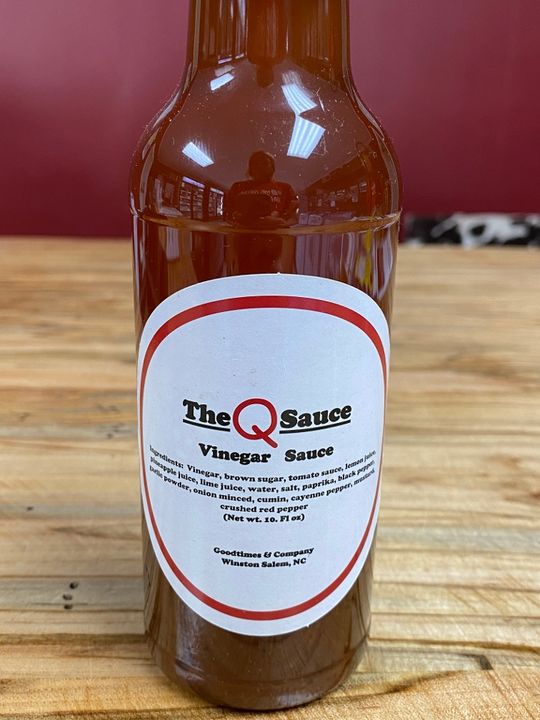 The Q Sauce
Vinegar Sauce
Ingredients: Vinegar, brown sugar, tomato sauce, lemon juice,
pineapple juice, lime juice, water, salt, paprika, black pepper,
garlic powder, onion minced, cumin, cayenne pepper, mustard,
crushed red pepper
(Net wt. 10. Fl oz)
Goodtimes & Company
Winston Salem, NC